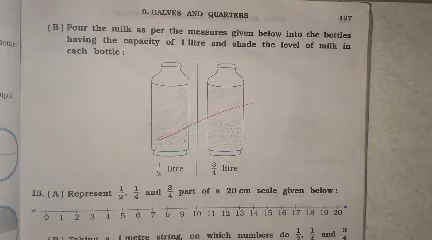 9. HALVES AND QUARTERS 127
(B) Pour the milk as per the measures given below into the bottles
having the capacity of 1 litre and shade the level of milk in
each bottle :
1/2 litre 3/4 litre
13. (A) Represent 1/2, 1/4 and 3/4 part of a 20 cm scale given below :
0 1 2 3 4 5 6 7 8 9 10 11 12 13 14 15 16 17 18 19 20
(B) Taking a 1 metre string, on which numbers do 1/2, 1/4 and 3